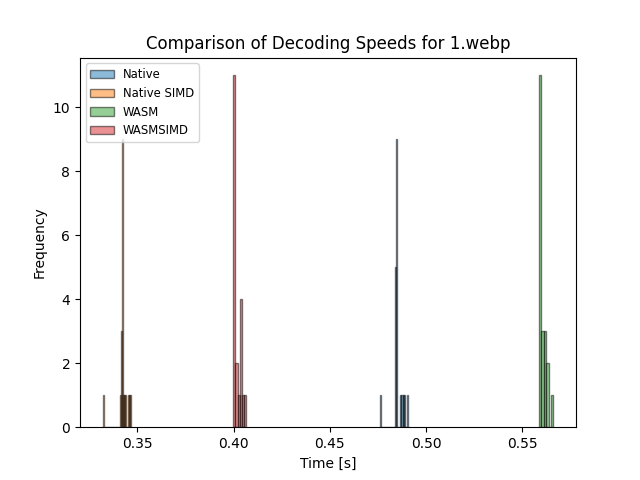 Comparison of Decoding Speeds for 1.webp
Native
Native SIMD
WASM
WASMSIMD
Frequency
10
8
6
4
2
0
0.35 0.40 0.45 0.50 0.55
Time [s]